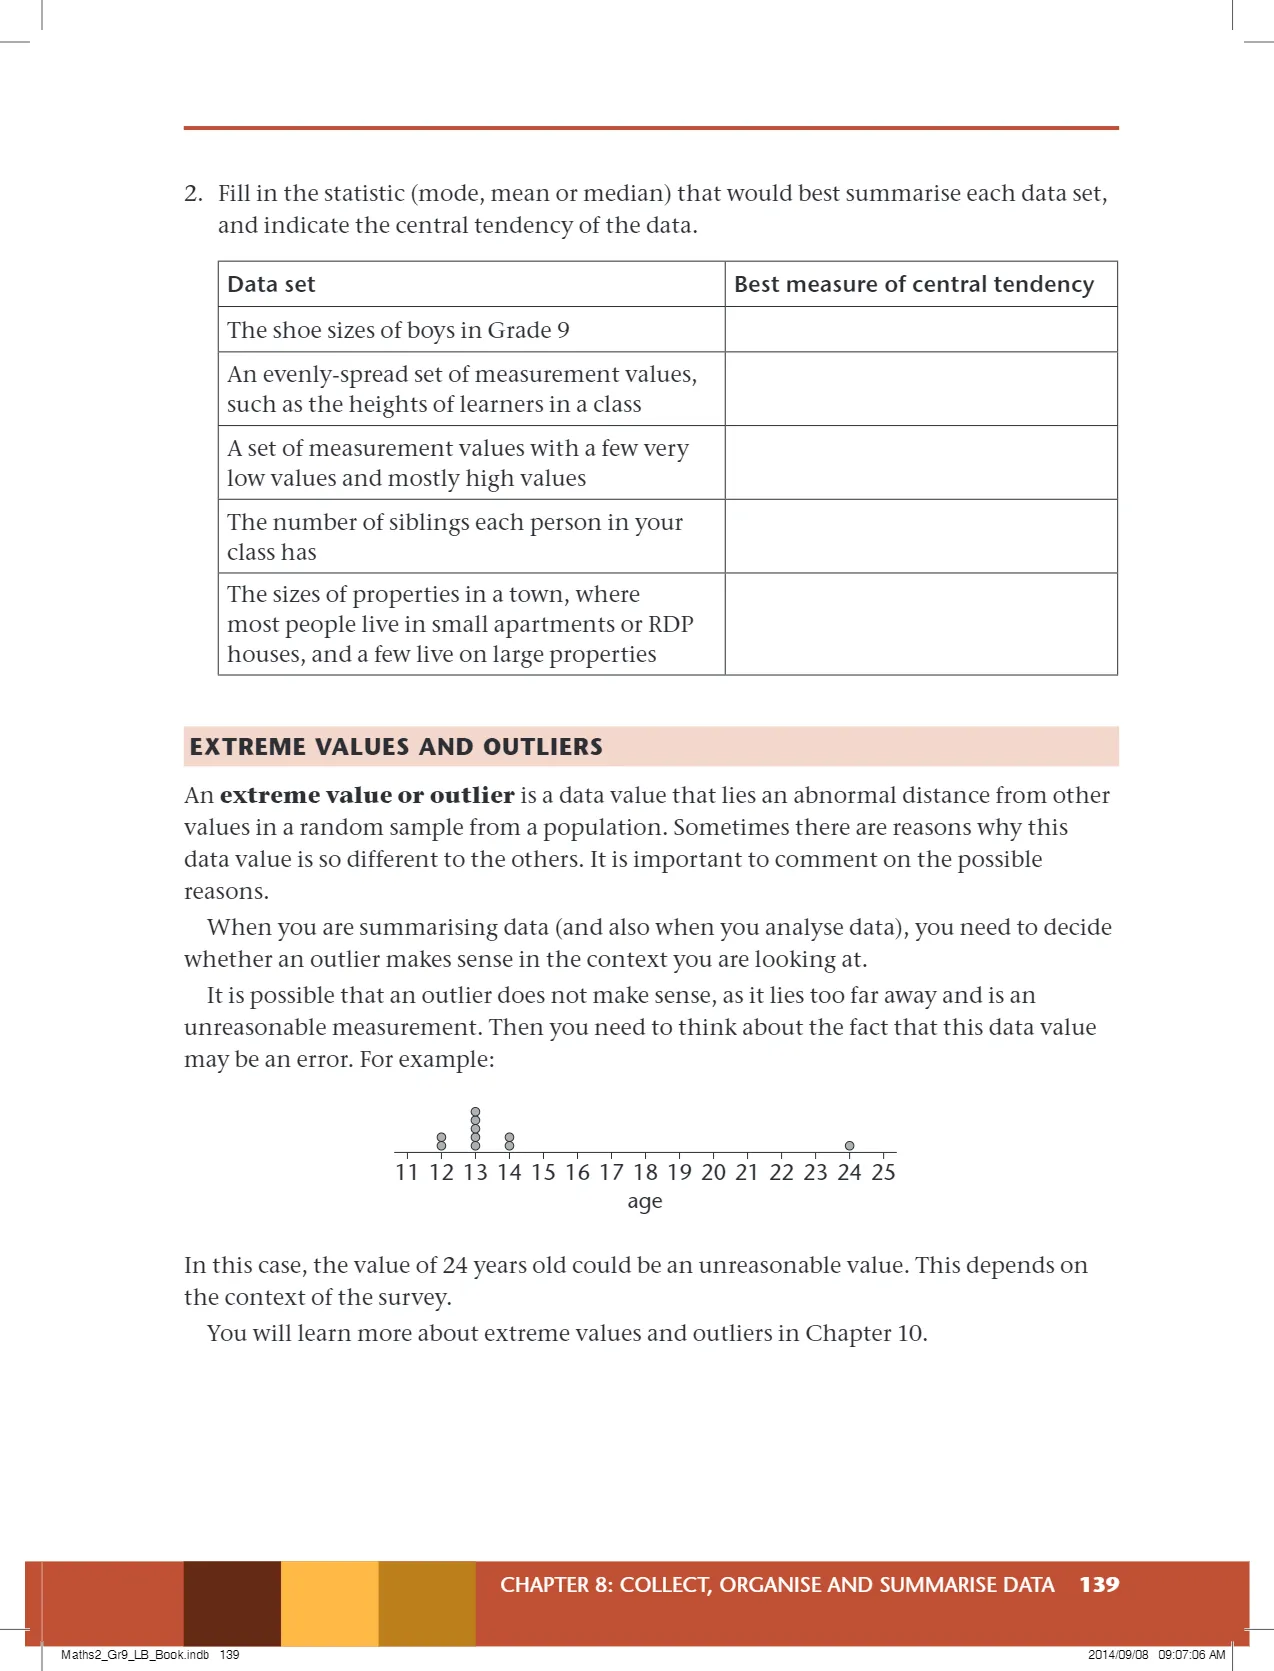 2. Fill in the statistic (mode, mean or median) that would best summarise each data set,
and indicate the central tendency of the data.
Data set
Best measure of central tendency
The shoe sizes of boys in Grade 9
An evenly-spread set of measurement values,
such as the heights of learners in a class
A set of measurement values with a few very
low values and mostly high values
The number of siblings each person in your
class has
The sizes of properties in a town, where
most people live in small apartments or RDP
houses, and a few live on large properties
EXTREME VALUES AND OUTLIERS
An extreme value or outlier is a data value that lies an abnormal distance from other
values in a random sample from a population. Sometimes there are reasons why this
data value is so different to the others. It is important to comment on the possible
reasons.
When you are summarising data (and also when you analyse data), you need to decide
whether an outlier makes sense in the context you are looking at.
It is possible that an outlier does not make sense, as it lies too far away and is an
unreasonable measurement. Then you need to think about the fact that this data value
may be an error. For example:
11 12 13 14 15 16 17 18 19 20 21 22 23 24 25
age
In this case, the value of 24 years old could be an unreasonable value. This depends on
the context of the survey.
You will learn more about extreme values and outliers in Chapter 10.
CHAPTER 8: COLLECT, ORGANISE AND SUMMARISE DATA 139
Maths2_Gr9_LB_Book.indb 139
2014/09/08 09:07:06 AM